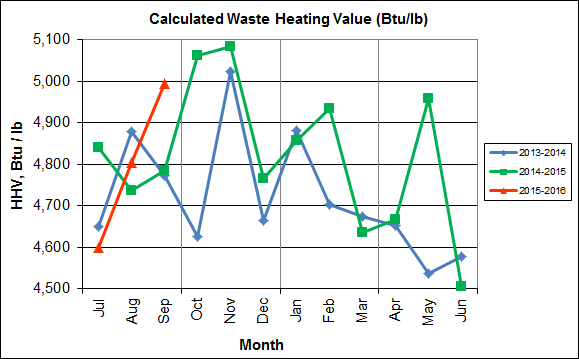 Calculated Waste Heating Value (Btu/lb)
HHV, Btu / lb
5,100
5,000
4,900
4,800
4,700
4,600
4,500
Jul
Aug
Sep
Oct
Nov
Dec
Jan
Feb
Mar
Apr
May
Jun
Month
2013-2014
2014-2015
2015-2016